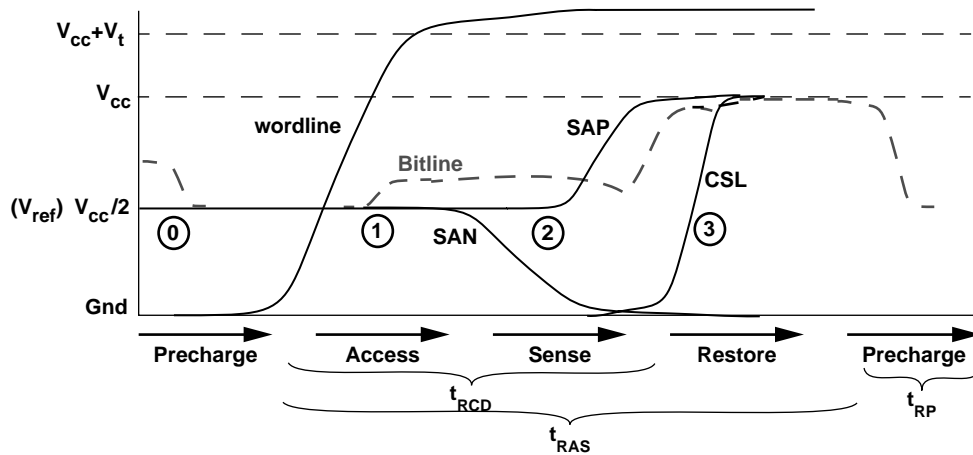 Vcc+Vt
Vcc
wordline
SAP
Bitline
CSL
(Vref) Vcc/2
0
1
SAN
2
3
Gnd
Precharge
Access
Sense
Restore
Precharge
tRCD
tRP
tRAS